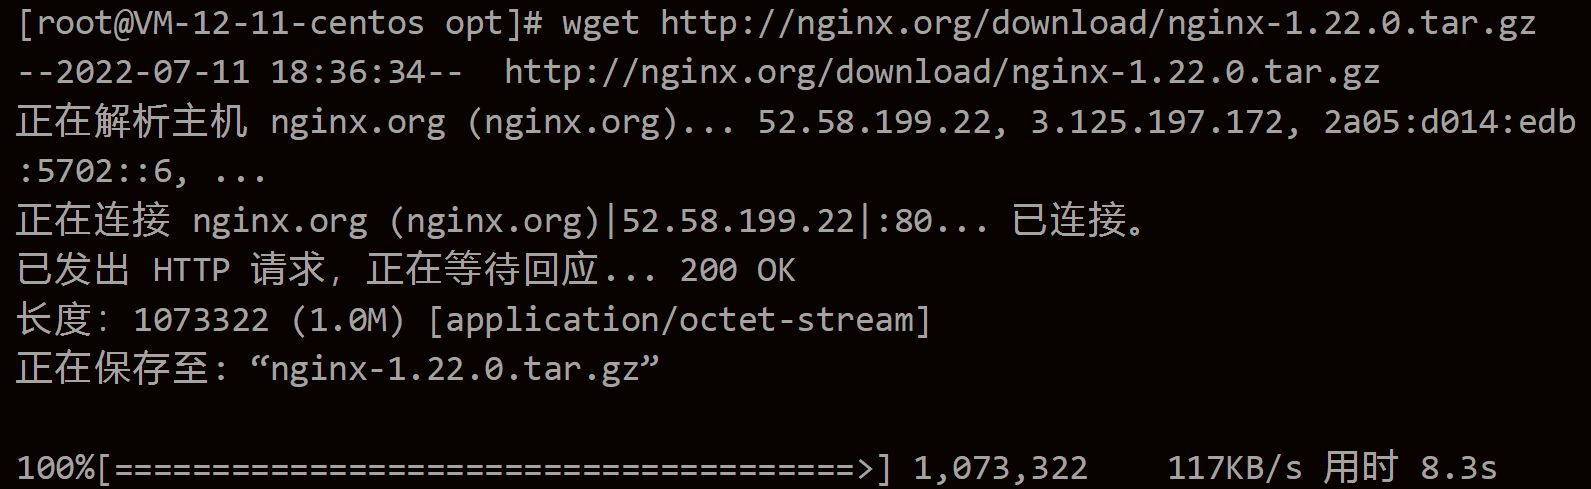 [root@VM-12-11-centos opt]# wget http://nginx.org/download/nginx-1.22.0.tar.gz
--2022-07-11 18:36:34--  http://nginx.org/download/nginx-1.22.0.tar.gz
正在解析主机 nginx.org (nginx.org)... 52.58.199.22, 3.125.197.172, 2a05:d014:edb
:5702::6, ...
正在连接 nginx.org (nginx.org)|52.58.199.22|:80... 已连接。
已发出 HTTP 请求，正在等待回应... 200 OK
长度：1073322 (1.0M) [application/octet-stream]
正在保存至: “nginx-1.22.0.tar.gz”
100%[======================================>] 1,073,322    117KB/s 用时 8.3s